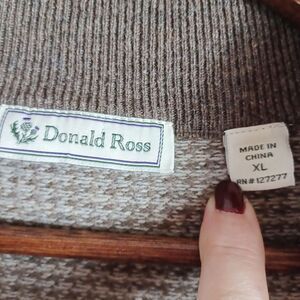 Donald Ross
MADE IN
CHINA
XL
RN# 127277